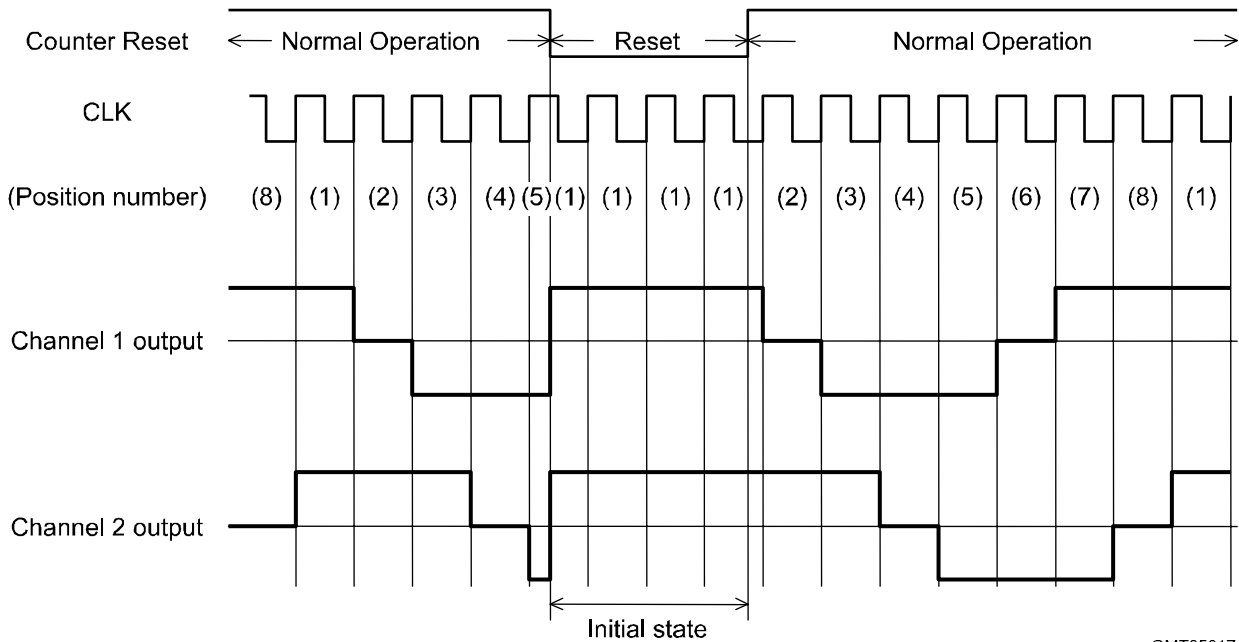 Counter Reset Normal Operation Reset Normal Operation
CLK
(Position number) (8) (1) (2) (3) (4) (5) (1) (1) (1) (1) (2) (3) (4) (5) (6) (7) (8) (1)
Channel 1 output
Channel 2 output
Initial state